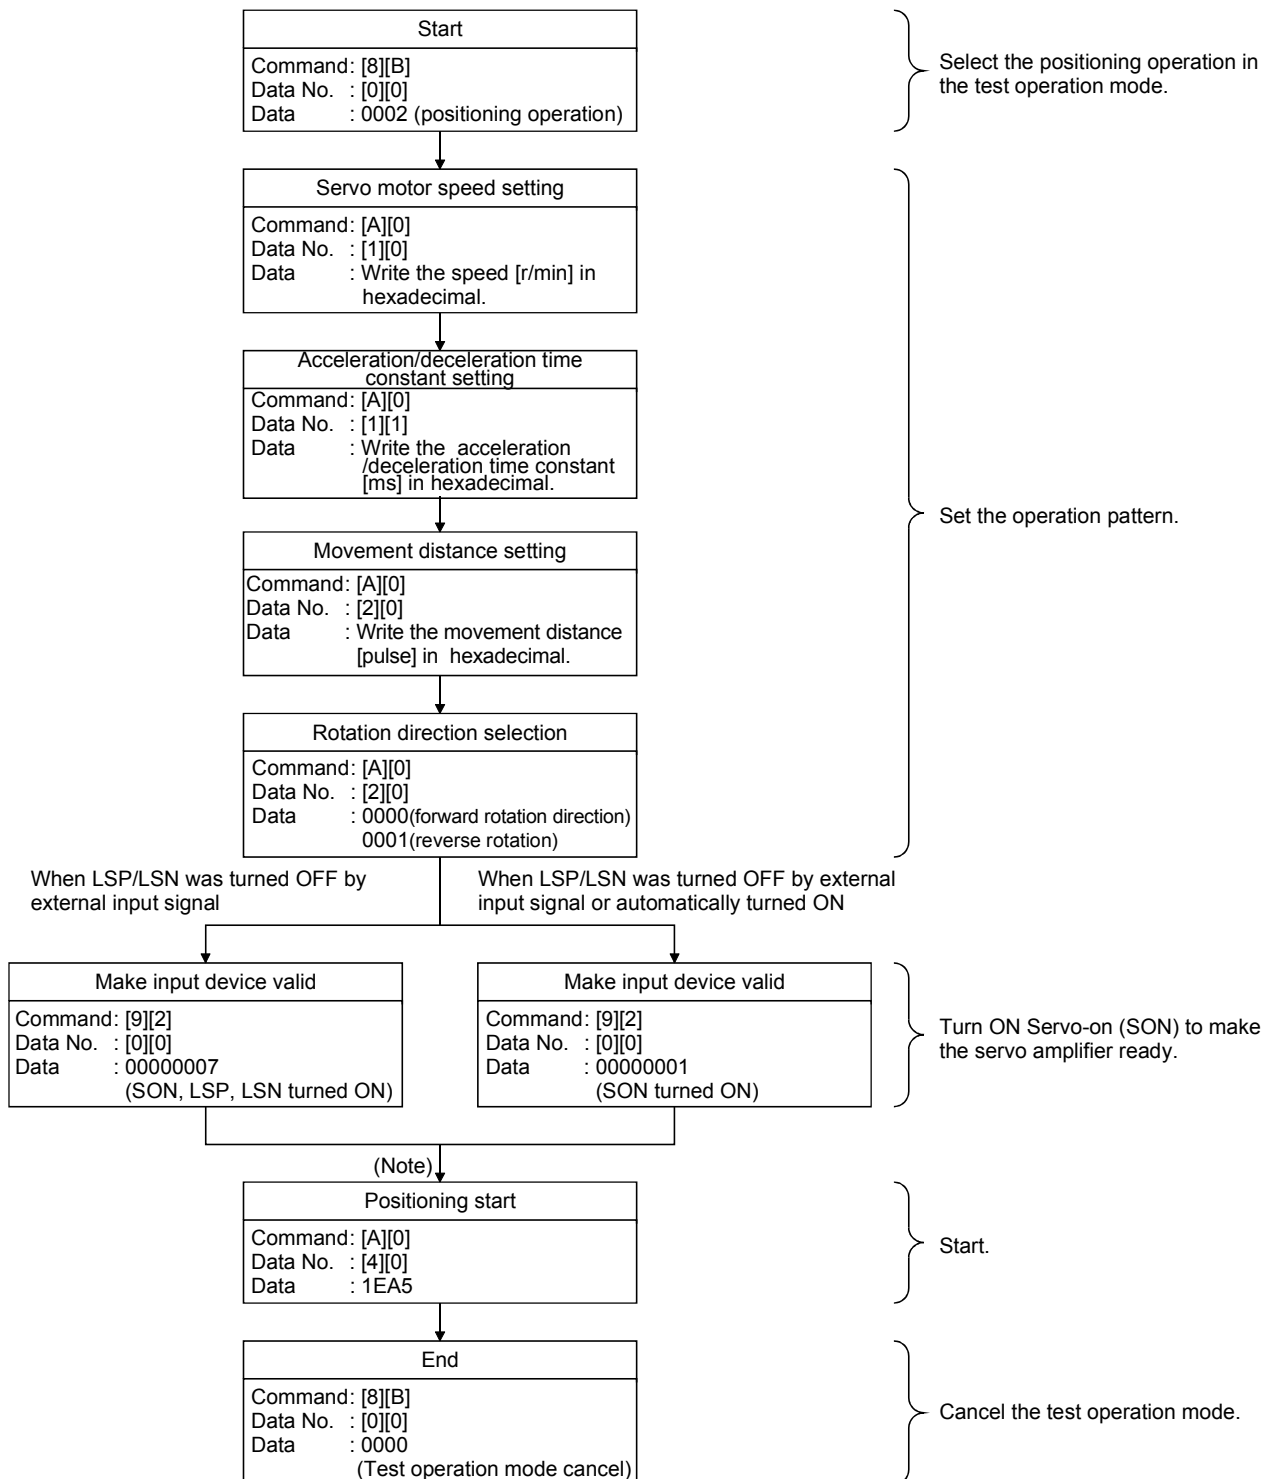 Start
Command: [8][B]
Data No. : [0][0]
Data : 0002 (positioning operation)
Select the positioning operation in
the test operation mode.
Servo motor speed setting
Command: [A][0]
Data No. : [1][0]
Data : Write the speed [r/min] in
hexadecimal.
Acceleration/deceleration time
constant setting
Command: [A][0]
Data No. : [1][1]
Data : Write the acceleration
/deceleration time constant
[ms] in hexadecimal.
Set the operation pattern.
Movement distance setting
Command: [A][0]
Data No. : [2][0]
Data : Write the movement distance
[pulse] in hexadecimal.
Rotation direction selection
Command: [A][0]
Data No. : [2][0]
Data : 0000(forward rotation direction)
0001(reverse rotation)
When LSP/LSN was turned OFF by
external input signal
When LSP/LSN was turned OFF by external
input signal or automatically turned ON
Make input device valid
Command: [9][2]
Data No. : [0][0]
Data : 00000007
(SON, LSP, LSN turned ON)
Make input device valid
Command: [9][2]
Data No. : [0][0]
Data : 00000001
(SON turned ON)
Turn ON Servo-on (SON) to make
the servo amplifier ready.
(Note)
Positioning start
Command: [A][0]
Data No. : [4][0]
Data : 1EA5
Start.
End
Command: [8][B]
Data No. : [0][0]
Data : 0000
(Test operation mode cancel)
Cancel the test operation mode.